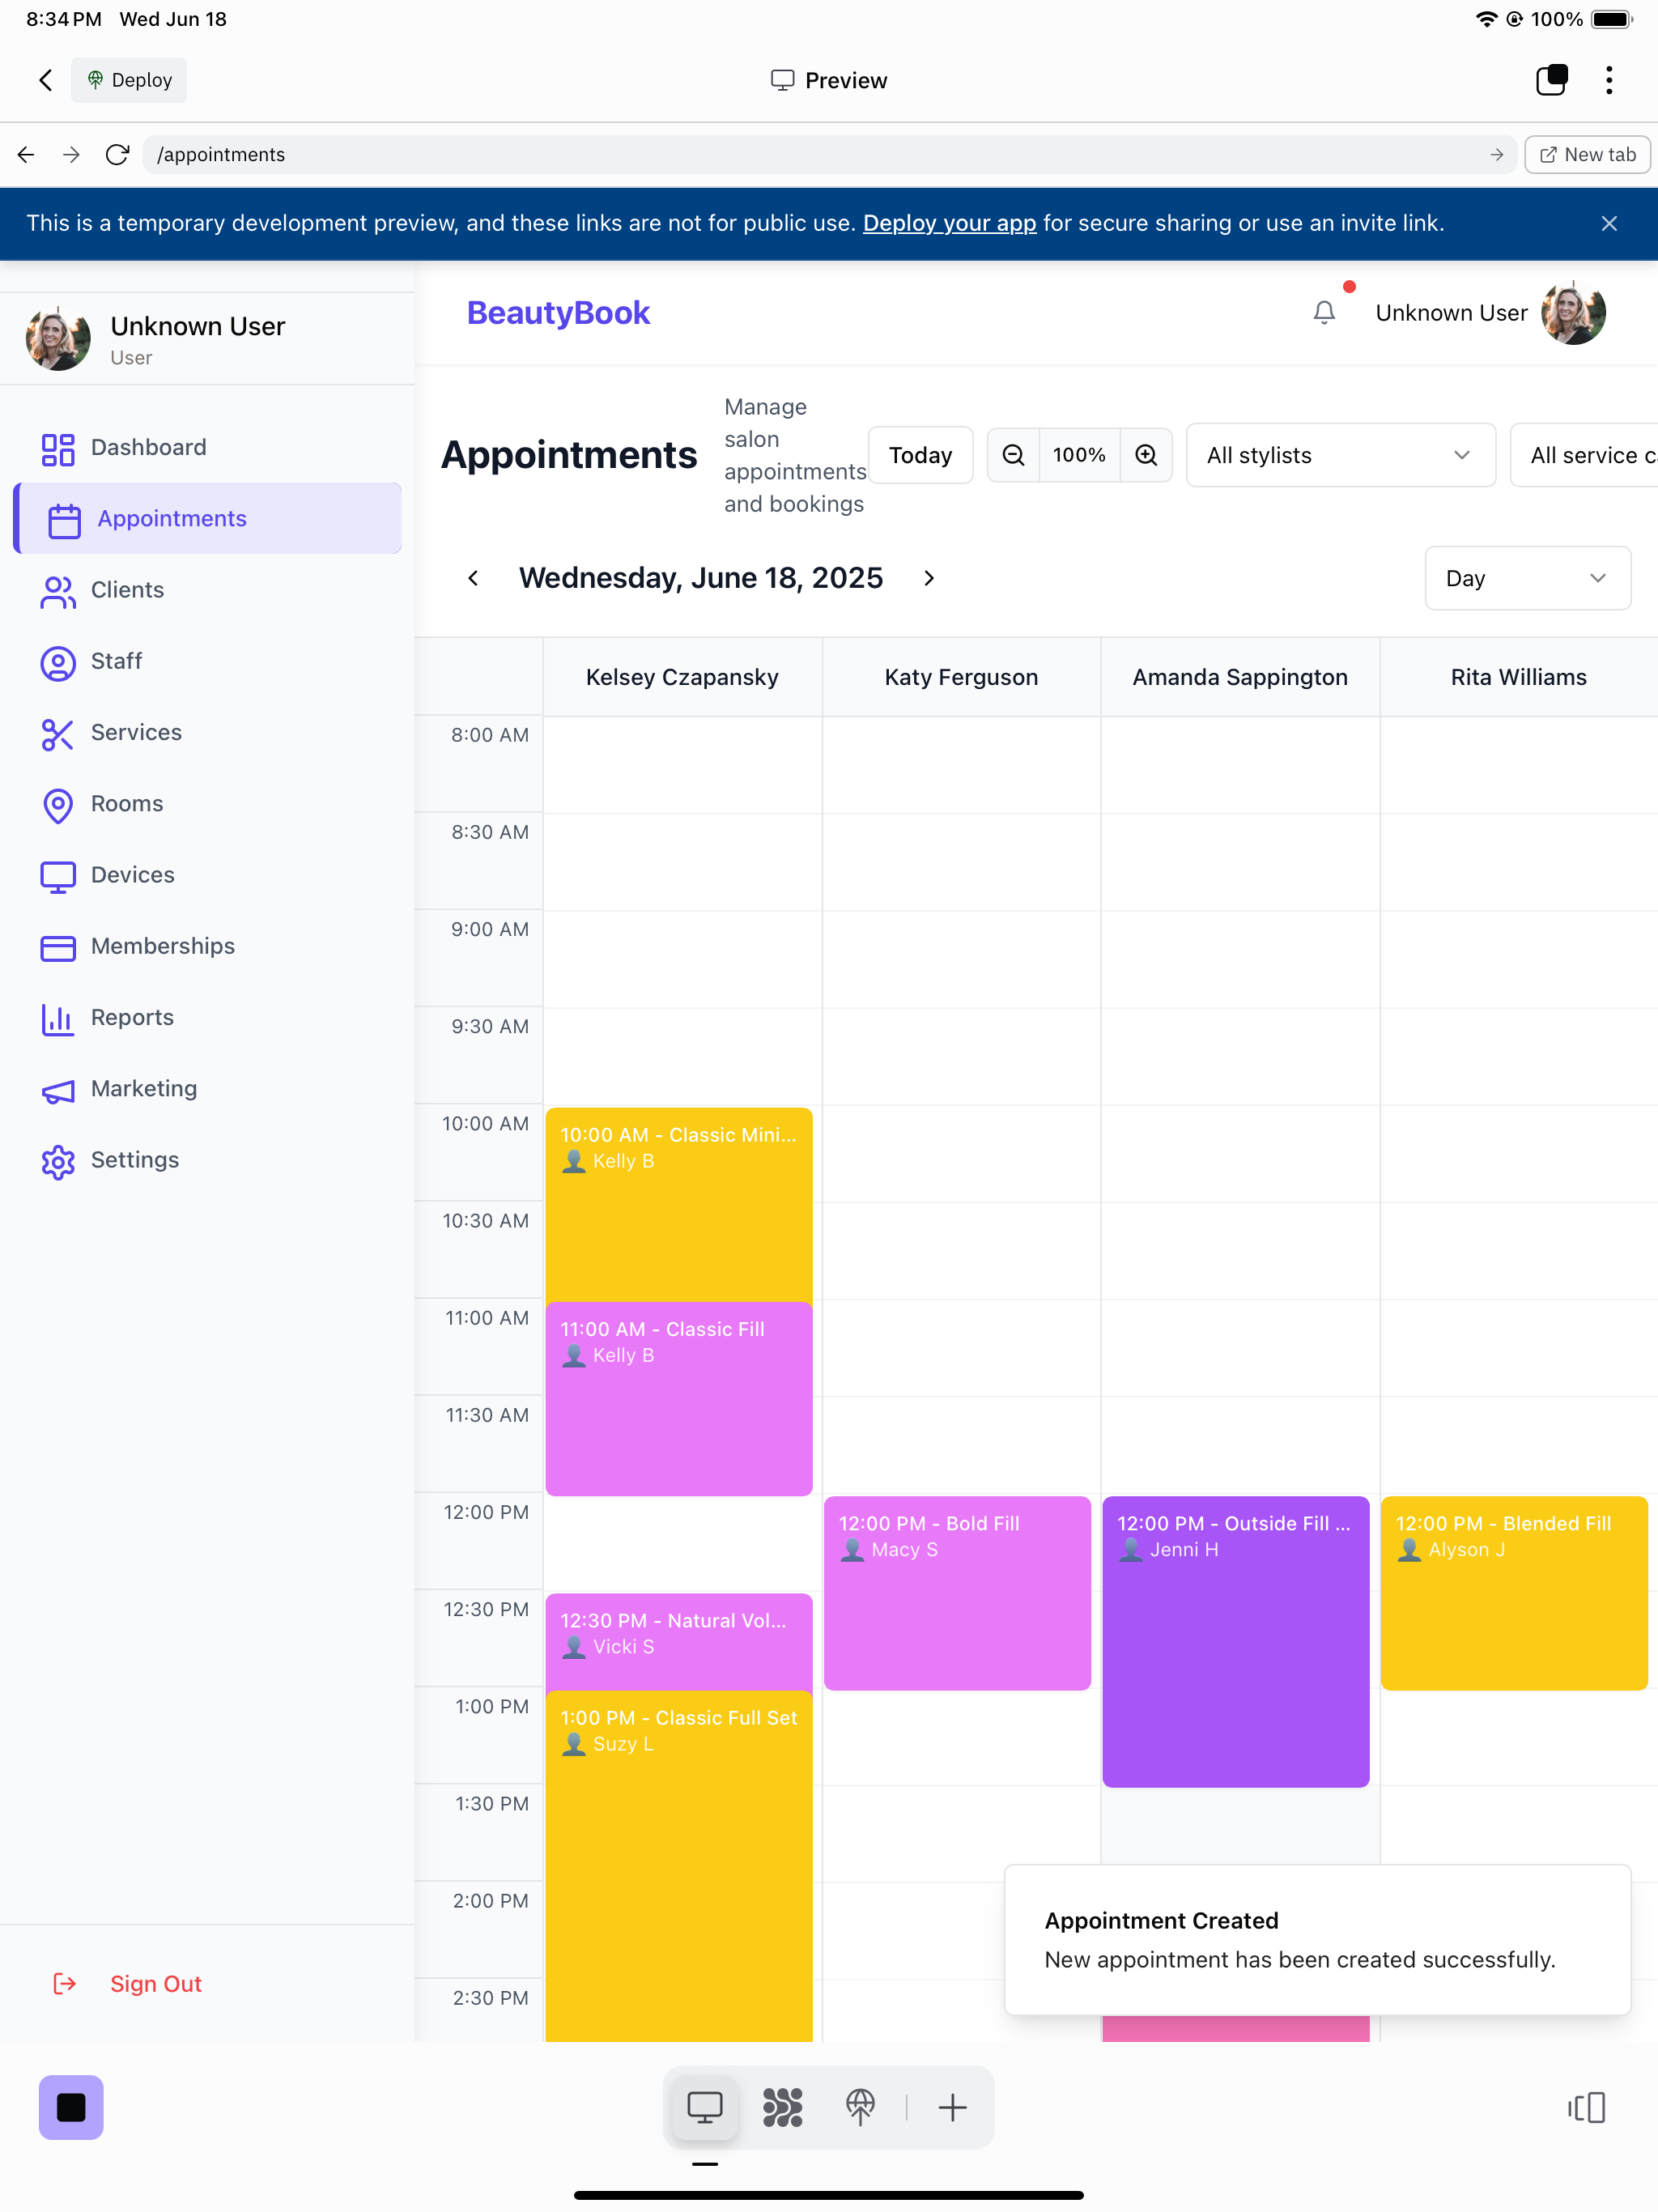 8:34 PM Wed Jun 18
100%
Deploy
Preview
/appointments
New tab
This is a temporary development preview, and these links are not for public use. Deploy your app for secure sharing or use an invite link.
Unknown User
User
BeautyBook
Unknown User
Dashboard
Appointments
Clients
Staff
Services
Rooms
Devices
Memberships
Reports
Marketing
Settings
Sign Out
Appointments
Manage
salon
appointments
and bookings
Today
100%
All stylists
All service c
Wednesday, June 18, 2025
Day
Kelsey Czapansky
Katy Ferguson
Amanda Sappington
Rita Williams
8:00 AM
8:30 AM
9:00 AM
9:30 AM
10:00 AM
10:00 AM - Classic Mini...
Kelly B
10:30 AM
11:00 AM
11:00 AM - Classic Fill
Kelly B
11:30 AM
12:00 PM
12:00 PM - Bold Fill
Macy S
12:00 PM - Outside Fill ...
Jenni H
12:00 PM - Blended Fill
Alyson J
12:30 PM
12:30 PM - Natural Vol...
Vicki S
1:00 PM
1:00 PM - Classic Full Set
Suzy L
1:30 PM
2:00 PM
2:30 PM
Appointment Created
New appointment has been created successfully.